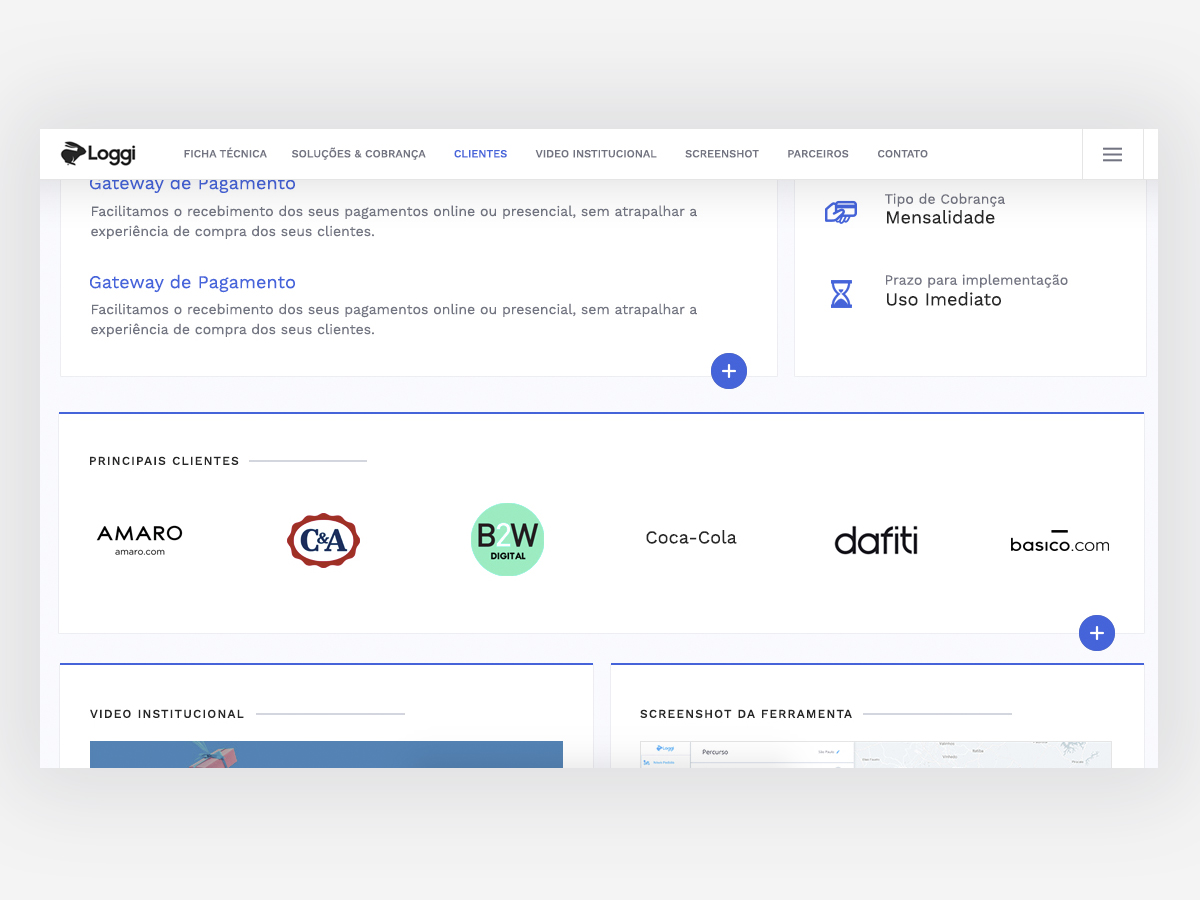 Loggi
FICHA TÉCNICA
SOLUÇÕES & COBRANÇA
CLIENTES
VIDEO INSTITUCIONAL
SCREENSHOT
PARCEIROS
CONTATO
Gateway de Pagamento
Facilitamos o recebimento dos seus pagamentos online ou presencial, sem atrapalhar a
experiência de compra dos seus clientes.
Gateway de Pagamento
Facilitamos o recebimento dos seus pagamentos online ou presencial, sem atrapalhar a
experiência de compra dos seus clientes.
Tipo de Cobrança
Mensalidade
Prazo para implementação
Uso Imediato
PRINCIPAIS CLIENTES
AMARO
amaro.com
C&A
B2W
DIGITAL
Coca-Cola
dafiti
basico.com
VIDEO INSTITUCIONAL
SCREENSHOT DA FERRAMENTA
Loggi
Percurso
São Paulo